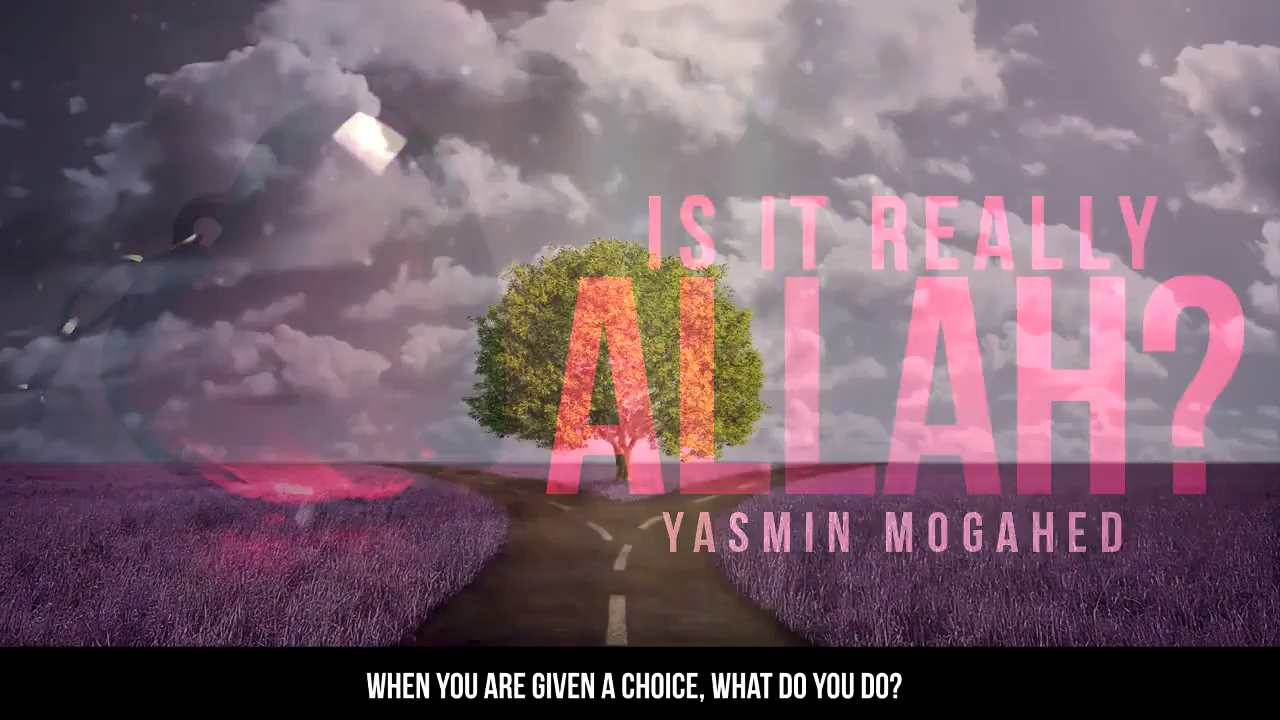 IS IT REALLY
ALLAH?
YASMIN MOGAHED
WHEN YOU ARE GIVEN A CHOICE, WHAT DO YOU DO?